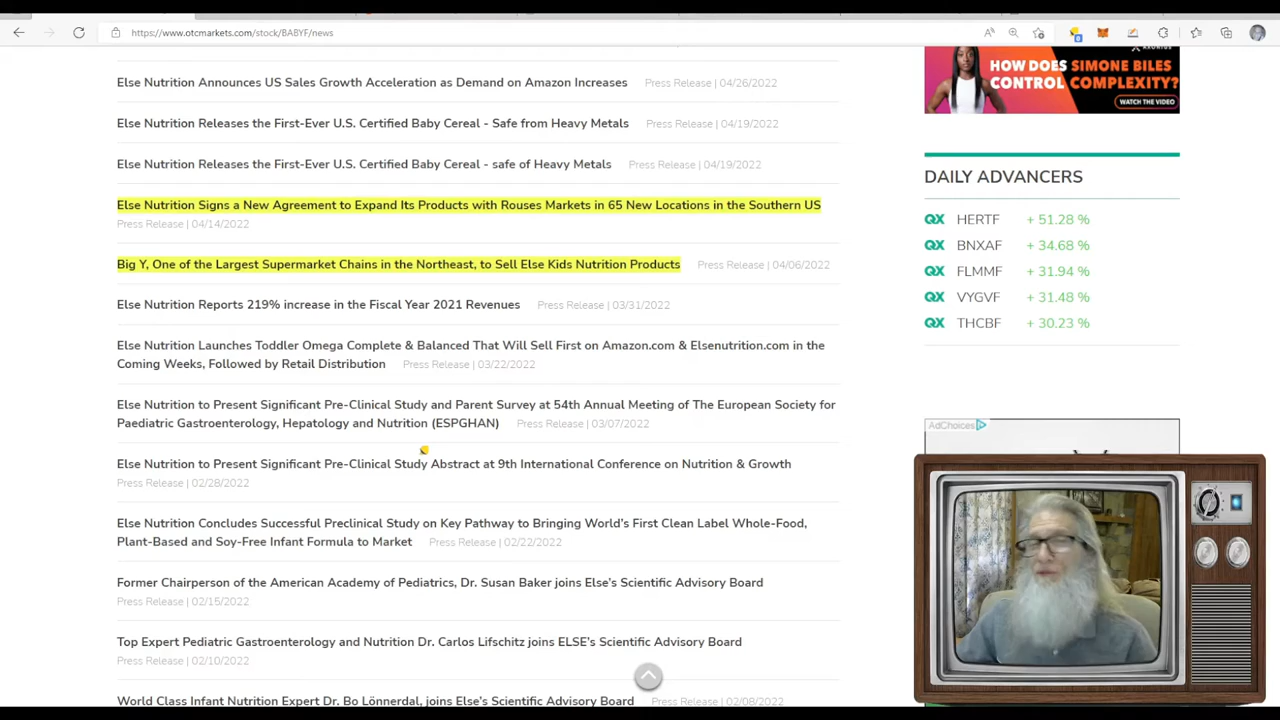 https://www.otcmarkets.com/stock/BABYF/news
Else Nutrition Announces US Sales Growth Acceleration as Demand on Amazon Increases Press Release | 04/26/2022
Else Nutrition Releases the First-Ever U.S. Certified Baby Cereal - Safe from Heavy Metals Press Release | 04/19/2022
Else Nutrition Releases the First-Ever U.S. Certified Baby Cereal - safe of Heavy Metals Press Release | 04/19/2022
Else Nutrition Signs a New Agreement to Expand Its Products with Rouses Markets in 65 New Locations in the Southern US
Press Release | 04/14/2022
Big Y, One of the Largest Supermarket Chains in the Northeast, to Sell Else Kids Nutrition Products Press Release | 04/06/2022
Else Nutrition Reports 219% increase in the Fiscal Year 2021 Revenues Press Release | 03/31/2022
Else Nutrition Launches Toddler Omega Complete & Balanced That Will Sell First on Amazon.com & Elsenutrition.com in the
Coming Weeks, Followed by Retail Distribution Press Release | 03/22/2022
Else Nutrition to Present Significant Pre-Clinical Study and Parent Survey at 54th Annual Meeting of The European Society for
Paediatric Gastroenterology, Hepatology and Nutrition (ESPGHAN) Press Release | 03/07/2022
Else Nutrition to Present Significant Pre-Clinical Study Abstract at 9th International Conference on Nutrition & Growth
Press Release | 02/28/2022
Else Nutrition Concludes Successful Preclinical Study on Key Pathway to Bringing World's First Clean Label Whole-Food,
Plant-Based and Soy-Free Infant Formula to Market Press Release | 02/22/2022
Former Chairperson of the American Academy of Pediatrics, Dr. Susan Baker joins Else's Scientific Advisory Board
Press Release | 02/15/2022
Top Expert Pediatric Gastroenterology and Nutrition Dr. Carlos Lifschitz joins ELSE's Scientific Advisory Board
Press Release | 02/10/2022
World Class Infant Nutrition Expert Dr. Bo Lönnerdal, joins Else's Scientific Advisory Board Press Release | 02/08/2022
HOW DOES SIMONE BILES
CONTROL COMPLEXITY?
WATCH THE VIDEO
DAILY ADVANCERS
QX HERTF + 51.28 %
QX BNXAF + 34.68 %
QX FLMMF + 31.94 %
QX VYGVF + 31.48 %
QX THCBF + 30.23 %
AdChoices